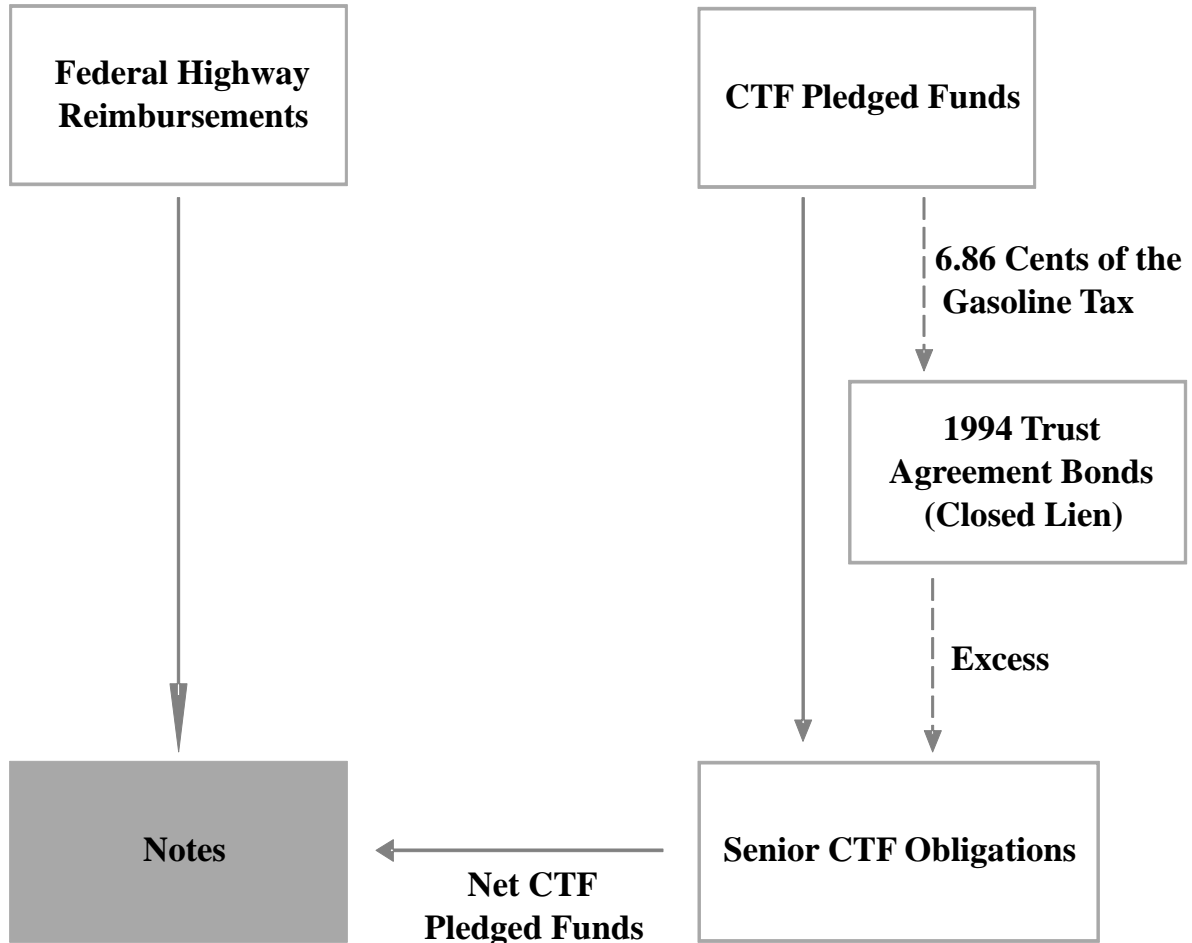 Federal Highway
Reimbursements
CTF Pledged Funds
6.86 Cents of the
Gasoline Tax
1994 Trust
Agreement Bonds
(Closed Lien)
Excess
Notes
Net CTF
Pledged Funds
Senior CTF Obligations